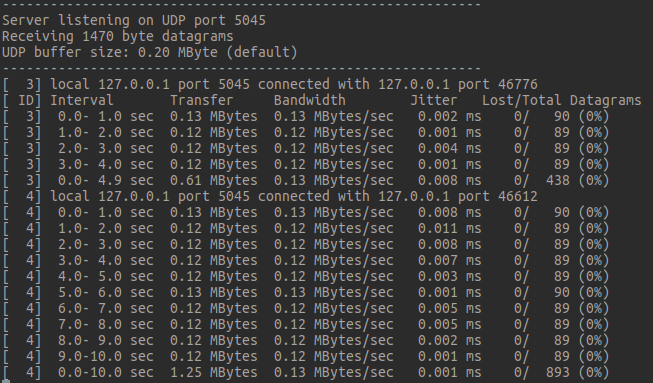 ------------------------------------------------------------
Server listening on UDP port 5045
Receiving 1470 byte datagrams
UDP buffer size: 0.20 MByte (default)
------------------------------------------------------------
[  3] local 127.0.0.1 port 5045 connected with 127.0.0.1 port 46776
[ ID] Interval       Transfer     Bandwidth        Jitter   Lost/Total Datagrams
[  3]  0.0- 1.0 sec  0.13 MBytes  0.13 MBytes/sec   0.002 ms    0/   90 (0%)
[  3]  1.0- 2.0 sec  0.12 MBytes  0.12 MBytes/sec   0.001 ms    0/   89 (0%)
[  3]  2.0- 3.0 sec  0.12 MBytes  0.12 MBytes/sec   0.004 ms    0/   89 (0%)
[  3]  3.0- 4.0 sec  0.12 MBytes  0.12 MBytes/sec   0.001 ms    0/   89 (0%)
[  3]  0.0- 4.9 sec  0.61 MBytes  0.13 MBytes/sec   0.008 ms    0/  438 (0%)
[  4] local 127.0.0.1 port 5045 connected with 127.0.0.1 port 46612
[  4]  0.0- 1.0 sec  0.13 MBytes  0.13 MBytes/sec   0.008 ms    0/   90 (0%)
[  4]  1.0- 2.0 sec  0.12 MBytes  0.12 MBytes/sec   0.011 ms    0/   89 (0%)
[  4]  2.0- 3.0 sec  0.12 MBytes  0.12 MBytes/sec   0.008 ms    0/   89 (0%)
[  4]  3.0- 4.0 sec  0.12 MBytes  0.12 MBytes/sec   0.007 ms    0/   89 (0%)
[  4]  4.0- 5.0 sec  0.12 MBytes  0.12 MBytes/sec   0.003 ms    0/   89 (0%)
[  4]  5.0- 6.0 sec  0.13 MBytes  0.13 MBytes/sec   0.001 ms    0/   90 (0%)
[  4]  6.0- 7.0 sec  0.12 MBytes  0.12 MBytes/sec   0.005 ms    0/   89 (0%)
[  4]  7.0- 8.0 sec  0.12 MBytes  0.12 MBytes/sec   0.005 ms    0/   89 (0%)
[  4]  8.0- 9.0 sec  0.12 MBytes  0.12 MBytes/sec   0.002 ms    0/   89 (0%)
[  4]  9.0-10.0 sec  0.12 MBytes  0.12 MBytes/sec   0.001 ms    0/   89 (0%)
[  4]  0.0-10.0 sec  1.25 MBytes  0.12 MBytes/sec   0.002 ms    0/  893 (0%)